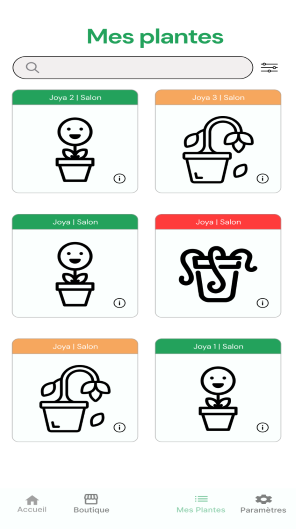 Mes plantes
Joya 2 | Salon
Joya 3 | Salon
Joya | Salon
Joya | Salon
Joya | Salon
Joya 1 | Salon
Accueil
Boutique
Mes Plantes
Paramètres